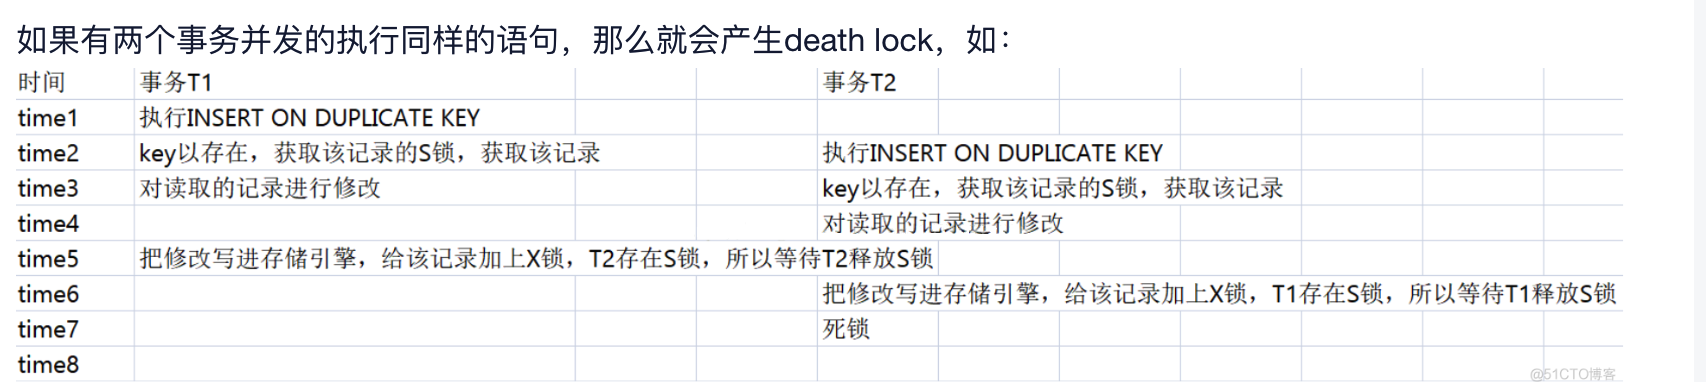 如果有两个事务并发的执行同样的语句，那么就会产生death lock，如：
时间 事务T1 事务T2
time1 执行INSERT ON DUPLICATE KEY
time2 key以存在，获取该记录的S锁，获取该记录 执行INSERT ON DUPLICATE KEY
time3 对读取的记录进行修改 key以存在，获取该记录的S锁，获取该记录
time4 对读取的记录进行修改
time5 把修改写进存储引擎，给该记录加上X锁，T2存在S锁，所以等待T2释放S锁
time6 把修改写进存储引擎，给该记录加上X锁，T1存在S锁，所以等待T1释放S锁
time7 死锁
time8
@51CTO博客